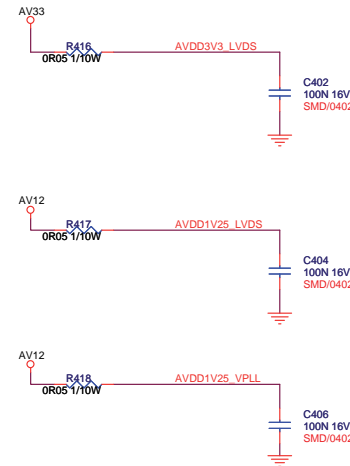 AV33
R416
AVDD3V3_LVDS
0R05 1/10W
C402
100N 16V
SMD/0402
AV12
R417
AVDD1V25_LVDS
0R05 1/10W
C404
100N 16V
SMD/0402
AV12
R418
AVDD1V25_VPLL
0R05 1/10W
C406
100N 16V
SMD/0402